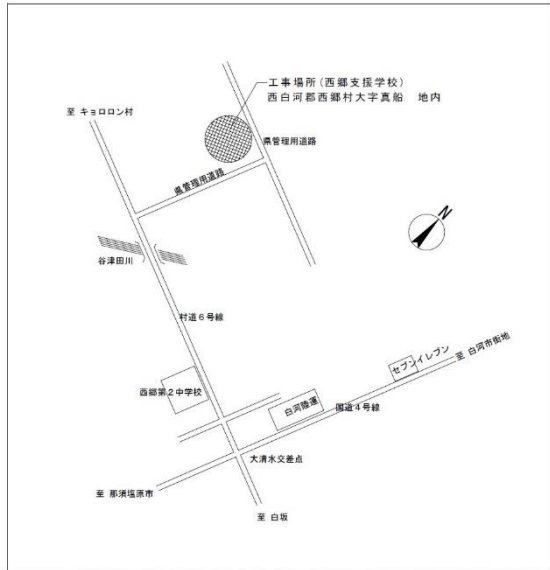 工事場所(西郷支援学校)
西白河郡西郷村大字真船 地内
至 キョロロン村
県管理用道路
県管理用道路
N
谷津田川
村道6号線
セブンイレブン
至 白河市街地
西郷第2中学校
白河陸運
国道4号線
大清水交差点
至 那須塩原市
至 白坂